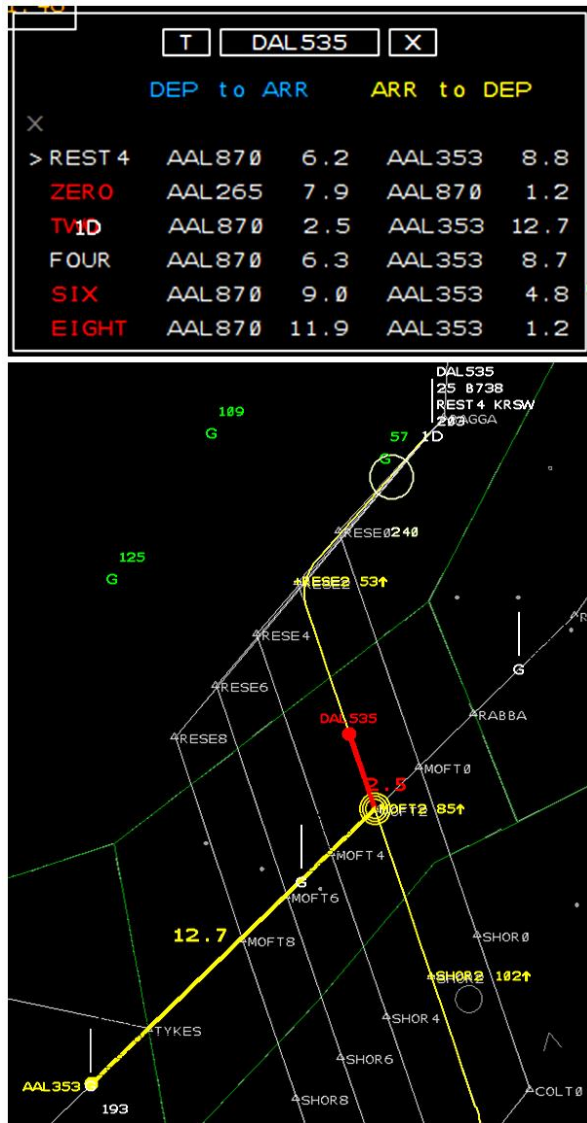 T DAL535 X
DEP to ARR ARR to DEP
X
> REST4 AAL870 6.2 AAL353 8.8
ZERO AAL265 7.9 AAL870 1.2
1D AAL870 2.5 AAL353 12.7
FOUR AAL870 6.3 AAL353 8.7
SIX AAL870 9.0 AAL353 4.8
EIGHT AAL870 11.9 AAL353 1.2
DAL535
25 B738
REST4 KRSW
109
G
57
G
1D
RESE0 240
125
G
RESE2 53↑
RESE4
G
RESE6
RABBA
DAL535
RESE8
MOFT0
2.5
MOFT2 85↑
MOFT4
G
MOFT6
12.7
MOFT8
SHOR0
SHOR2 102↑
SHOR4
TYKES
SHOR6
AAL353 G
COLT0
SHOR8
193